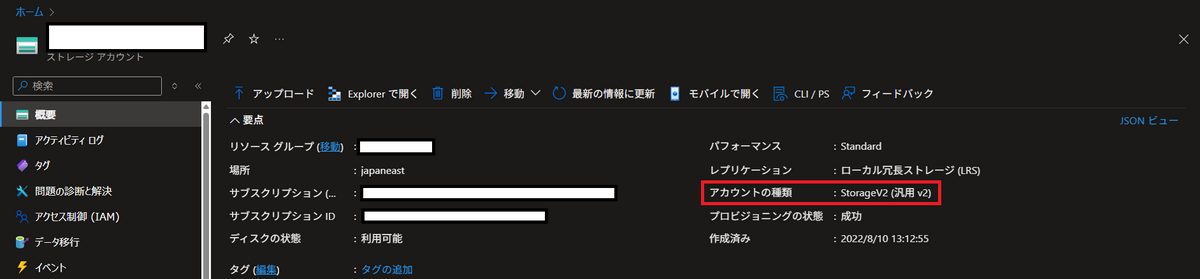 ホーム >
ストレージ アカウント
検索
概要
アクティビティ ログ
タグ
問題の診断と解決
アクセス制御 (IAM)
データ移行
イベント
アップロード Explorer で開く 削除 移動 最新の情報に更新 モバイルで開く CLI / PS フィードバック
要点 JSON ビュー
リソース グループ (移動) :
場所 : japaneast
サブスクリプション (... :
サブスクリプション ID :
ディスクの状態 : 利用可能
パフォーマンス : Standard
レプリケーション : ローカル冗長ストレージ (LRS)
アカウントの種類 : StorageV2 (汎用 v2)
プロビジョニングの状態 : 成功
作成済み : 2022/8/10 13:12:55
タグ (編集) : タグの追加